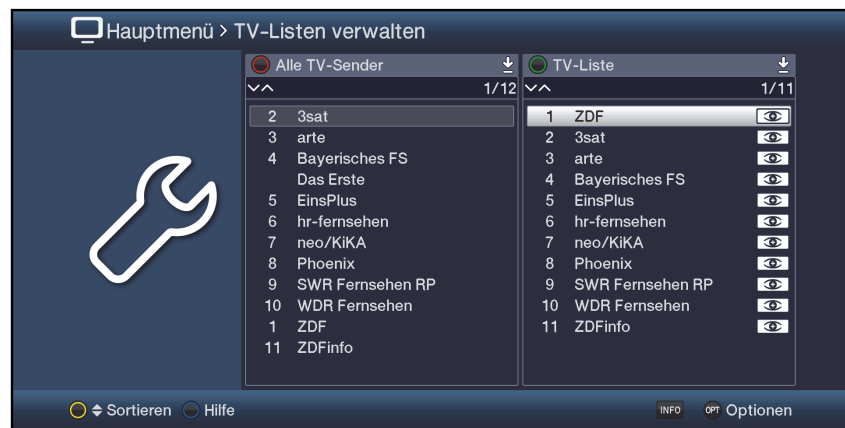 Hauptmenü > TV-Listen verwalten
Alle TV-Sender
1/12
2 3sat
3 arte
4 Bayerisches FS
Das Erste
5 EinsPlus
6 hr-fernsehen
7 neo/KiKA
8 Phoenix
9 SWR Fernsehen RP
10 WDR Fernsehen
1 ZDF
11 ZDFinfo
TV-Liste
1/11
1 ZDF
2 3sat
3 arte
4 Bayerisches FS
5 EinsPlus
6 hr-fernsehen
7 neo/KiKA
8 Phoenix
9 SWR Fernsehen RP
10 WDR Fernsehen
11 ZDFinfo
Sortieren Hilfe INFO OPT Optionen